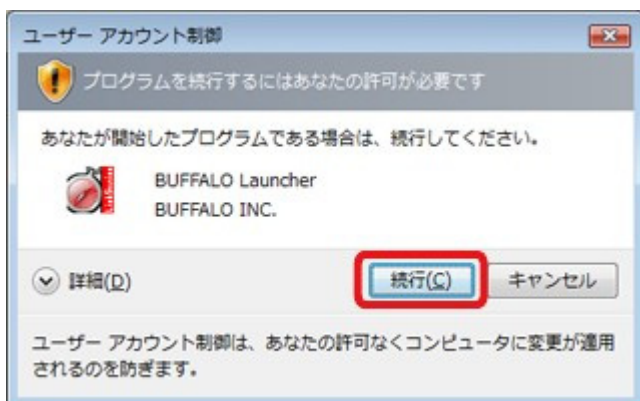 ユーザー アカウント制御
プログラムを続行するにはあなたの許可が必要です
あなたが開始したプログラムである場合は、続行してください。
BUFFALO Launcher
BUFFALO INC.
詳細(D)
続行(C)
キャンセル
ユーザー アカウント制御は、あなたの許可なくコンピュータに変更が適用
されるのを防ぎます。